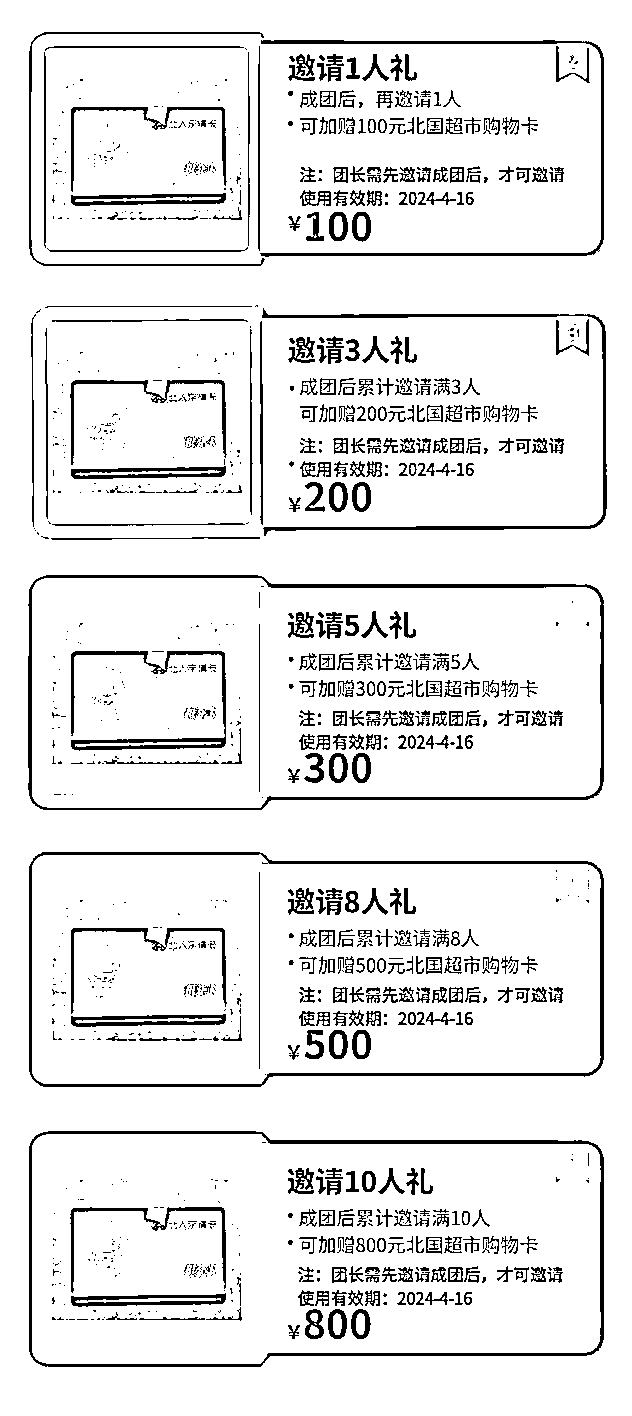 邀请1人礼
成团后，再邀请1人
可加赠100元北国超市购物卡
注：团长需先邀请成团后，才可邀请
使用有效期：2024-4-16
¥100
邀请3人礼
成团后累计邀请满3人
可加赠200元北国超市购物卡
注：团长需先邀请成团后，才可邀请
使用有效期：2024-4-16
¥200
邀请5人礼
成团后累计邀请满5人
可加赠300元北国超市购物卡
注：团长需先邀请成团后，才可邀请
使用有效期：2024-4-16
¥300
邀请8人礼
成团后累计邀请满8人
可加赠500元北国超市购物卡
注：团长需先邀请成团后，才可邀请
使用有效期：2024-4-16
¥500
邀请10人礼
成团后累计邀请满10人
可加赠800元北国超市购物卡
注：团长需先邀请成团后，才可邀请
使用有效期：2024-4-16
¥800